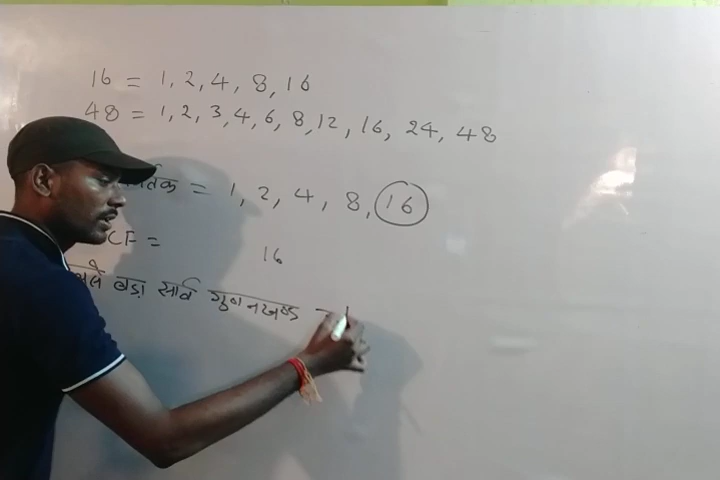 16 = 1, 2, 4, 8, 16
48 = 1, 2, 3, 4, 6, 8, 12, 16, 24, 48
= 1, 2, 4, 8, 16
CF =
16
बड़ा सार्व गुणनखण्ड